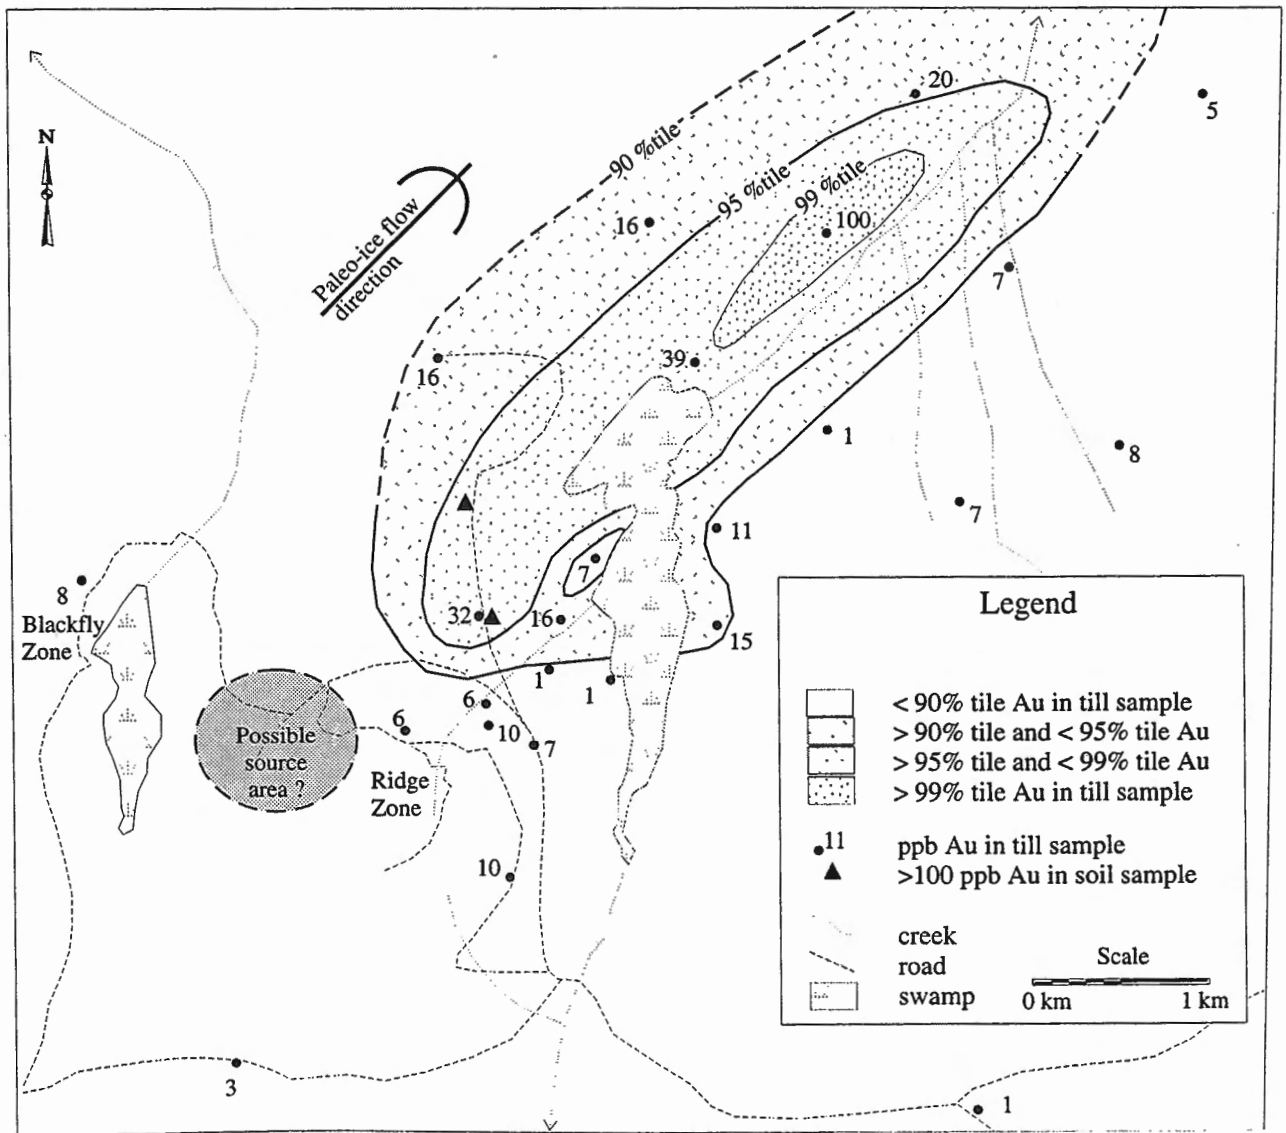 20
5
N
90 %tile
95 %tile
99 %tile
16
100
Paleo-ice flow
direction
7
39
16
1
8
7
11
8
7
Blackfly
Zone
32
16
15
1
1
6
6
10
7
Possible
source
area ?
Ridge
Zone
10
3
1
Legend
< 90% tile Au in till sample
> 90% tile and < 95% tile Au
> 95% tile and < 99% tile Au
> 99% tile Au in till sample
11
ppb Au in till sample
>100 ppb Au in soil sample
creek
road
swamp
Scale
0 km
1 km